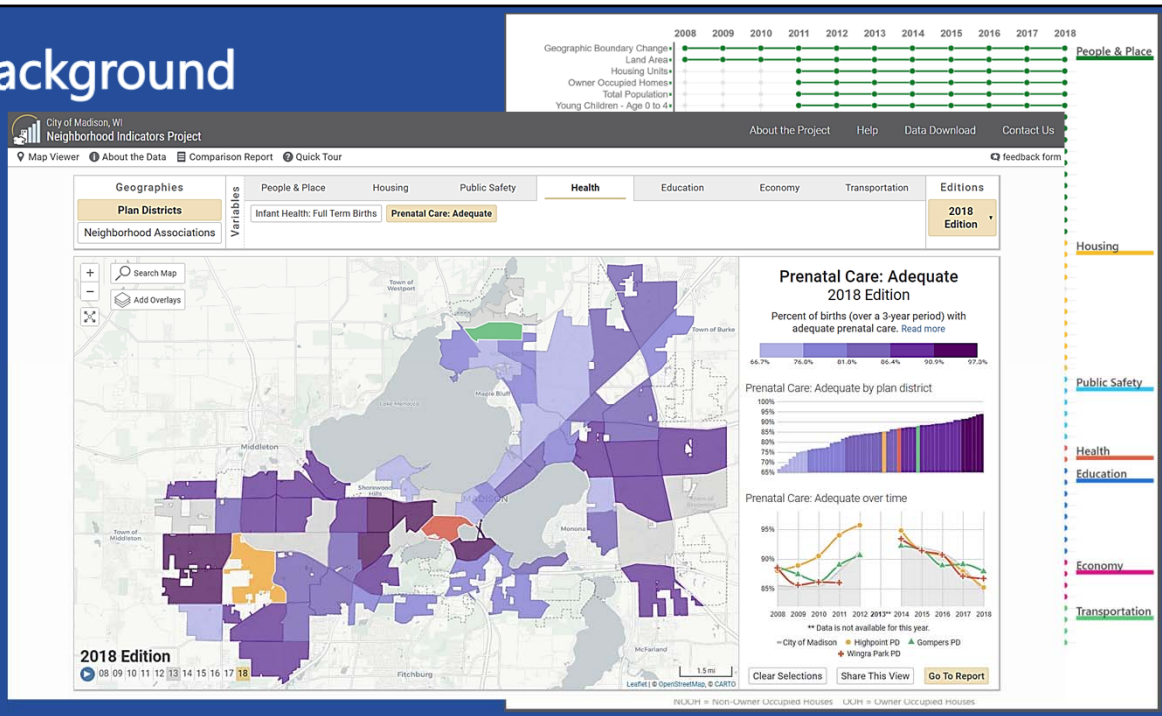 ackground
2008 2009 2010 2011 2012 2013 2014 2015 2016 2017 2018
Geographic Boundary Change
Land Area
Housing Units
Owner Occupied Homes
Total Population
Young Children - Age 0 to 4
People & Place
Housing
Public Safety
Health
Education
Economy
Transportation
City of Madison, WI
Neighborhood Indicators Project
About the Project Help Data Download Contact Us
Map Viewer About the Data Comparison Report Quick Tour feedback form
Geographies
Plan Districts
Neighborhood Associations
Variables
People & Place Housing Public Safety Health Education Economy Transportation
Infant Health: Full Term Births Prenatal Care: Adequate
Editions
2018
Edition
+
−
Search Map
Add Overlays
Town of
Westport
Town of Burke
Maple Bluff
Lake Mendota
Middleton
Shorewood
Hills
MADISON
Town of
Middleton
Monona
McFarland
Fitchburg
2018 Edition
08 09 10 11 12 13 14 15 16 17 18
1.5 mi
Leaflet | © OpenStreetMap, © CARTO
Prenatal Care: Adequate
2018 Edition
Percent of births (over a 3-year period) with
adequate prenatal care. Read more
66.7% 76.0% 81.0% 86.4% 90.9% 97.3%
Prenatal Care: Adequate by plan district
100%
95%
90%
85%
80%
75%
70%
65%
Prenatal Care: Adequate over time
95%
90%
85%
2008 2009 2010 2011 2012 2013** 2014 2015 2016 2017 2018
** Data is not available for this year.
City of Madison Highpoint PD Gompers PD
Wingra Park PD
Clear Selections Share This View Go To Report
NOOH = Non-Owner Occupied Houses OOH = Owner Occupied Houses